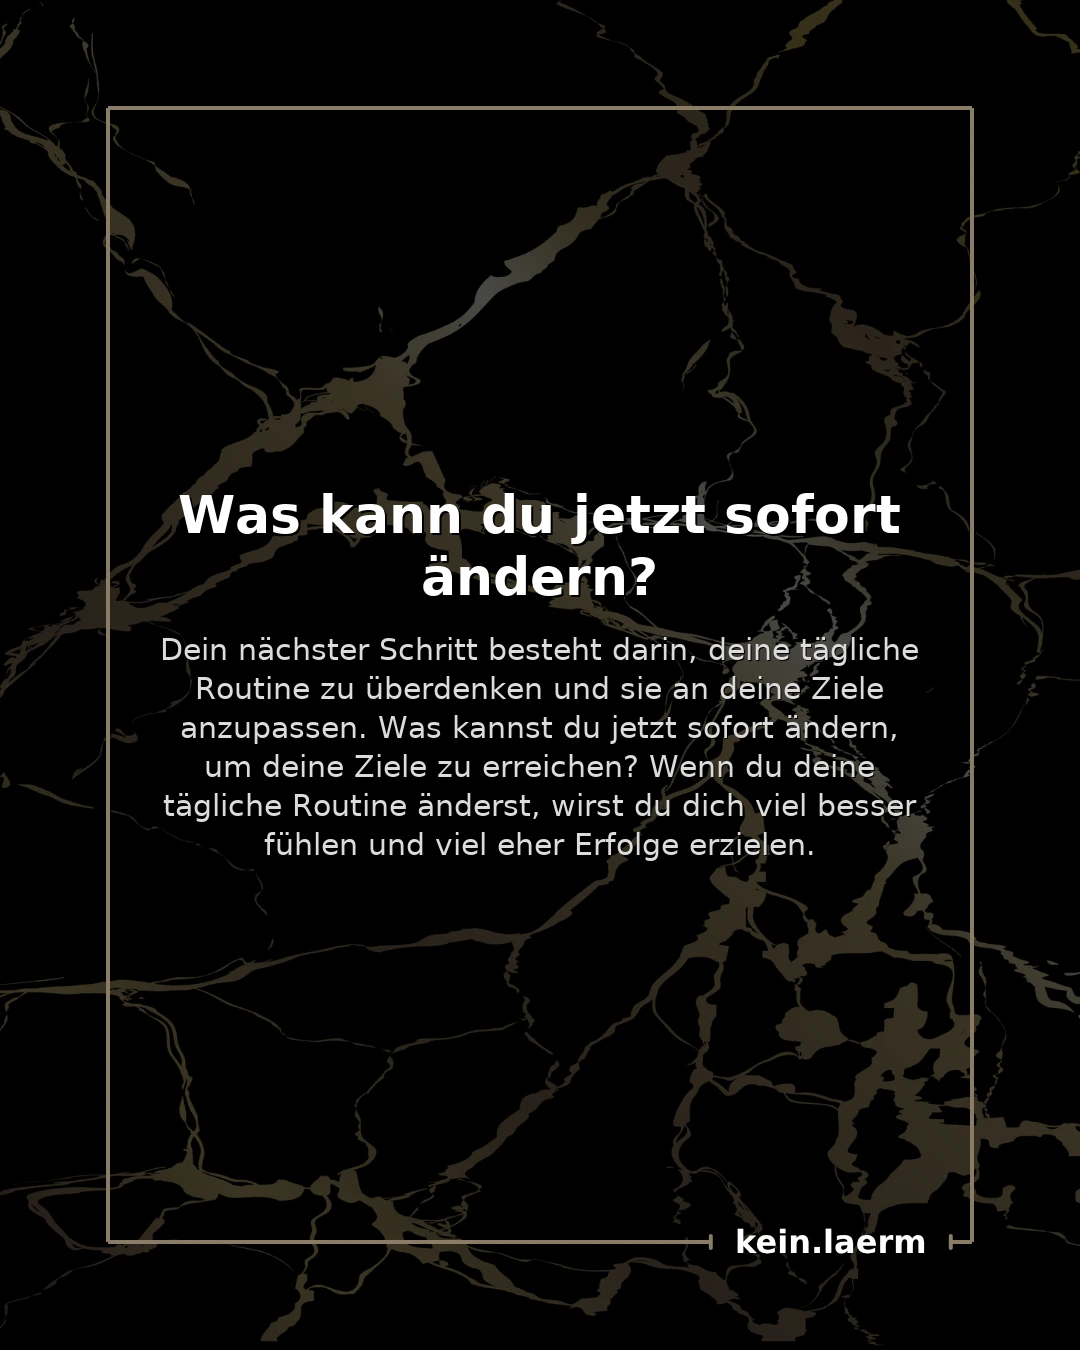 Was kann du jetzt sofort
ändern?
Dein nächster Schritt besteht darin, deine tägliche
Routine zu überdenken und sie an deine Ziele
anzupassen. Was kannst du jetzt sofort ändern,
um deine Ziele zu erreichen? Wenn du deine
tägliche Routine änderst, wirst du dich viel besser
fühlen und viel eher Erfolge erzielen.
kein.laerm